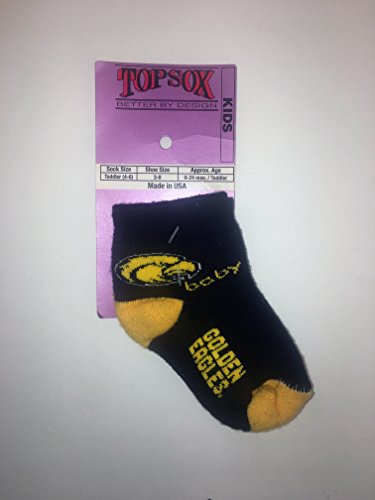 TOPSOX
BETTER BY DESIGN
KIDS
Sock Size Shoe Size Approx. Age
Toddler (4-6) 3-8 9-24 mos. / Toddler
Made in USA
baby
GOLDEN
EAGLES